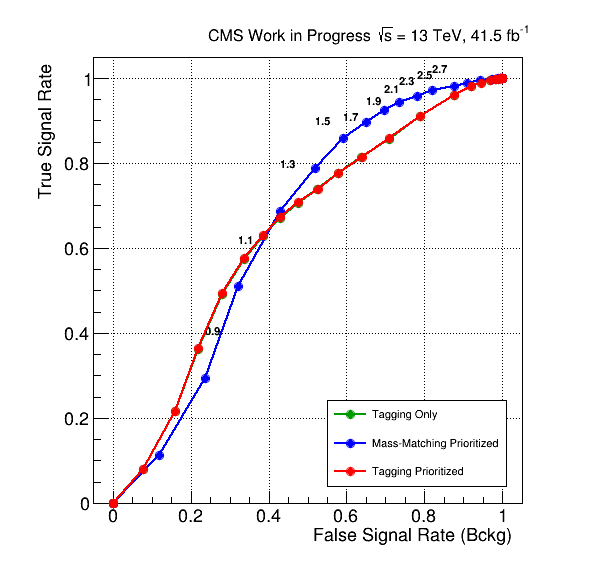 CMS Work in Progress √s = 13 TeV, 41.5 fb⁻¹
True Signal Rate
1
0.8
0.6
0.4
0.2
0
2.7
2.5
2.3
2.1
1.9
1.7
1.5
1.3
1.1
0.9
Tagging Only
Mass-Matching Prioritized
Tagging Prioritized
0 0.2 0.4 0.6 0.8 1
False Signal Rate (Bckg)